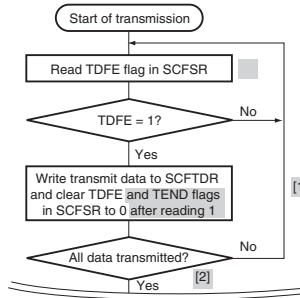 Start of transmission
Read TDFE flag in SCFSR
TDFE = 1?
No
Yes
Write transmit data to SCFTDR
and clear TDFE and TEND flags
in SCFSR to 0 after reading 1
[1
All data transmitted?
No
[2]
Yes